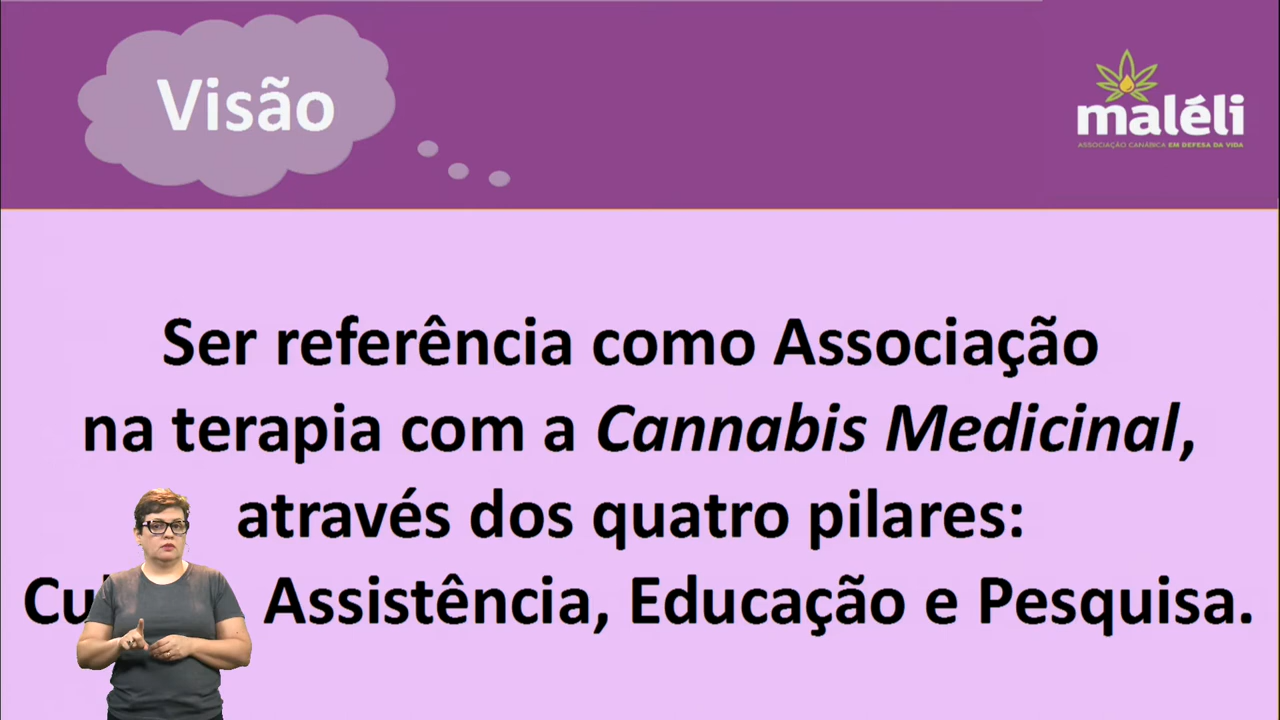 Visão
maléli
ASSOCIAÇÃO CANÁBICA EM DEFESA DA VIDA
Ser referência como Associação
na terapia com a Cannabis Medicinal,
através dos quatro pilares:
Assistência, Educação e Pesquisa.